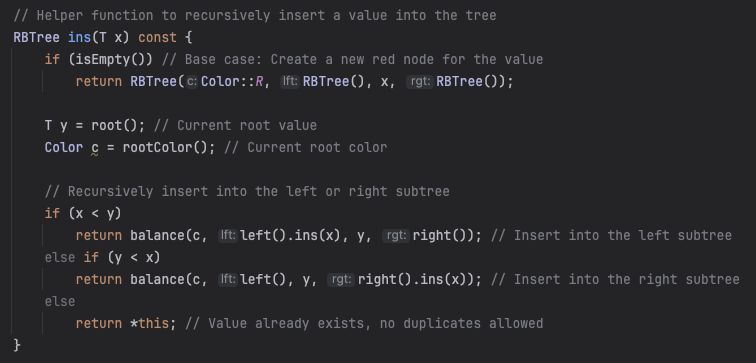 // Helper function to recursively insert a value into the tree
RBTree ins(T x) const {
    if (isEmpty()) // Base case: Create a new red node for the value
        return RBTree(c: Color::R, lft: RBTree(), x, rgt: RBTree());

    T y = root(); // Current root value
    Color c = rootColor(); // Current root color

    // Recursively insert into the left or right subtree
    if (x < y)
        return balance(c, lft: left().ins(x), y, rgt: right()); // Insert into the left subtree
    else if (y < x)
        return balance(c, lft: left(), y, rgt: right().ins(x)); // Insert into the right subtree
    else
        return *this; // Value already exists, no duplicates allowed
}